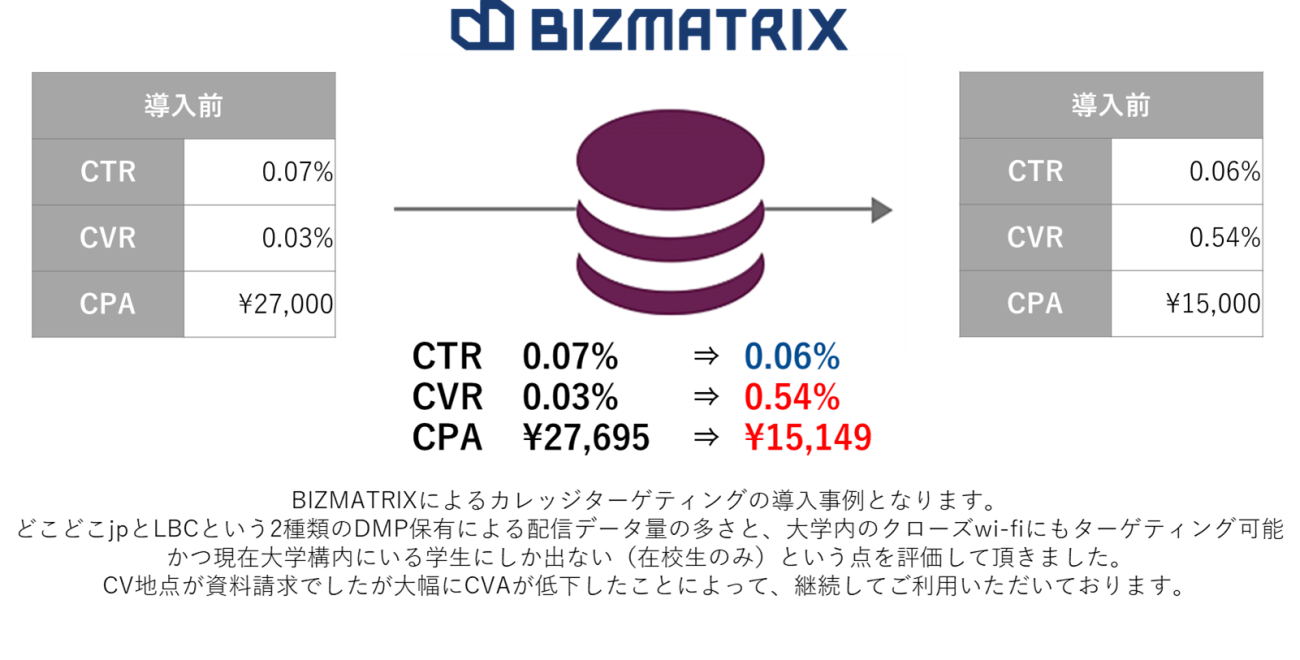 BIZMATRIX
導入前
CTR 0.07%
CVR 0.03%
CPA ¥27,000
導入前
CTR 0.06%
CVR 0.54%
CPA ¥15,000
CTR 0.07% ⇒ 0.06%
CVR 0.03% ⇒ 0.54%
CPA ¥27,695 ⇒ ¥15,149
BIZMATRIXによるカレッジターゲティングの導入事例となります。
どこどこjpとLBCという2種類のDMP保有による配信データ量の多さと、大学内のクローズwi-fiにもターゲティング可能
かつ現在大学構内にいる学生にしか出ない（在校生のみ）という点を評価して頂きました。
CV地点が資料請求でしたが大幅にCVAが低下したことによって、継続してご利用いただいております。